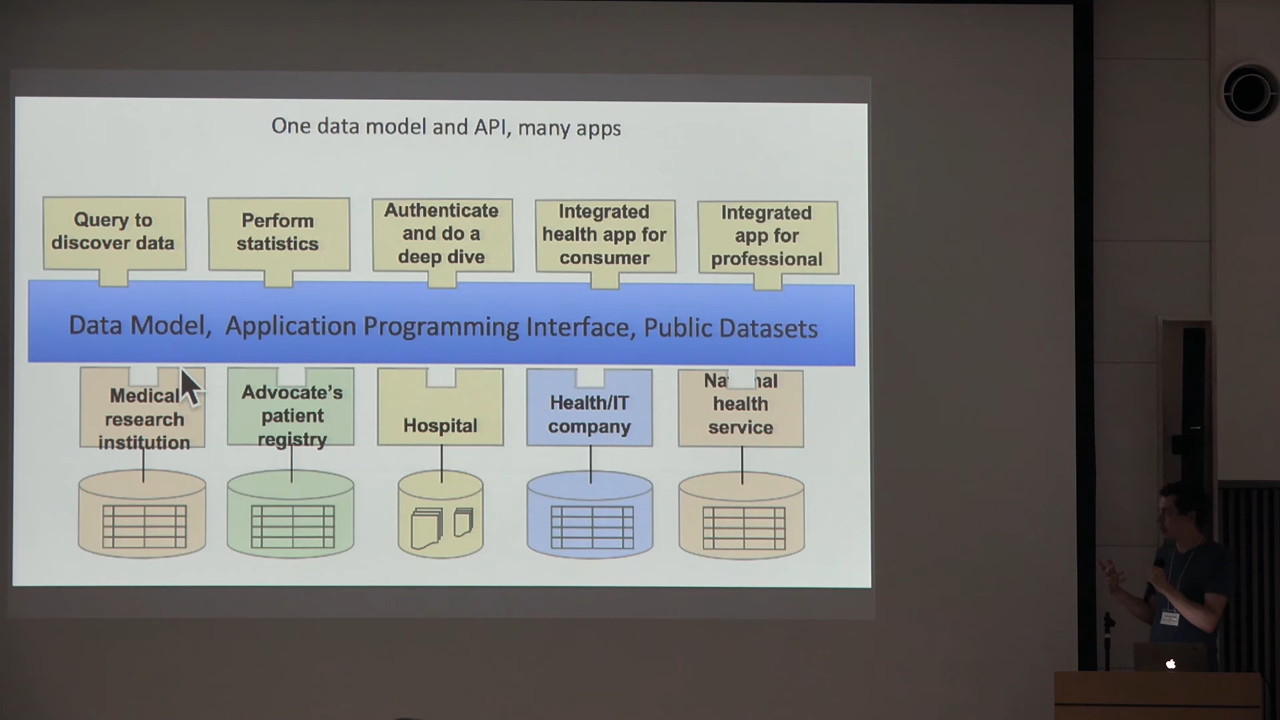 One data model and API, many apps
Query to
discover data
Perform
statistics
Authenticate
and do a
deep dive
Integrated
health app for
consumer
Integrated
app for
professional
Data Model, Application Programming Interface, Public Datasets
Medical
research
institution
Advocate's
patient
registry
Hospital
Health/IT
company
health
service